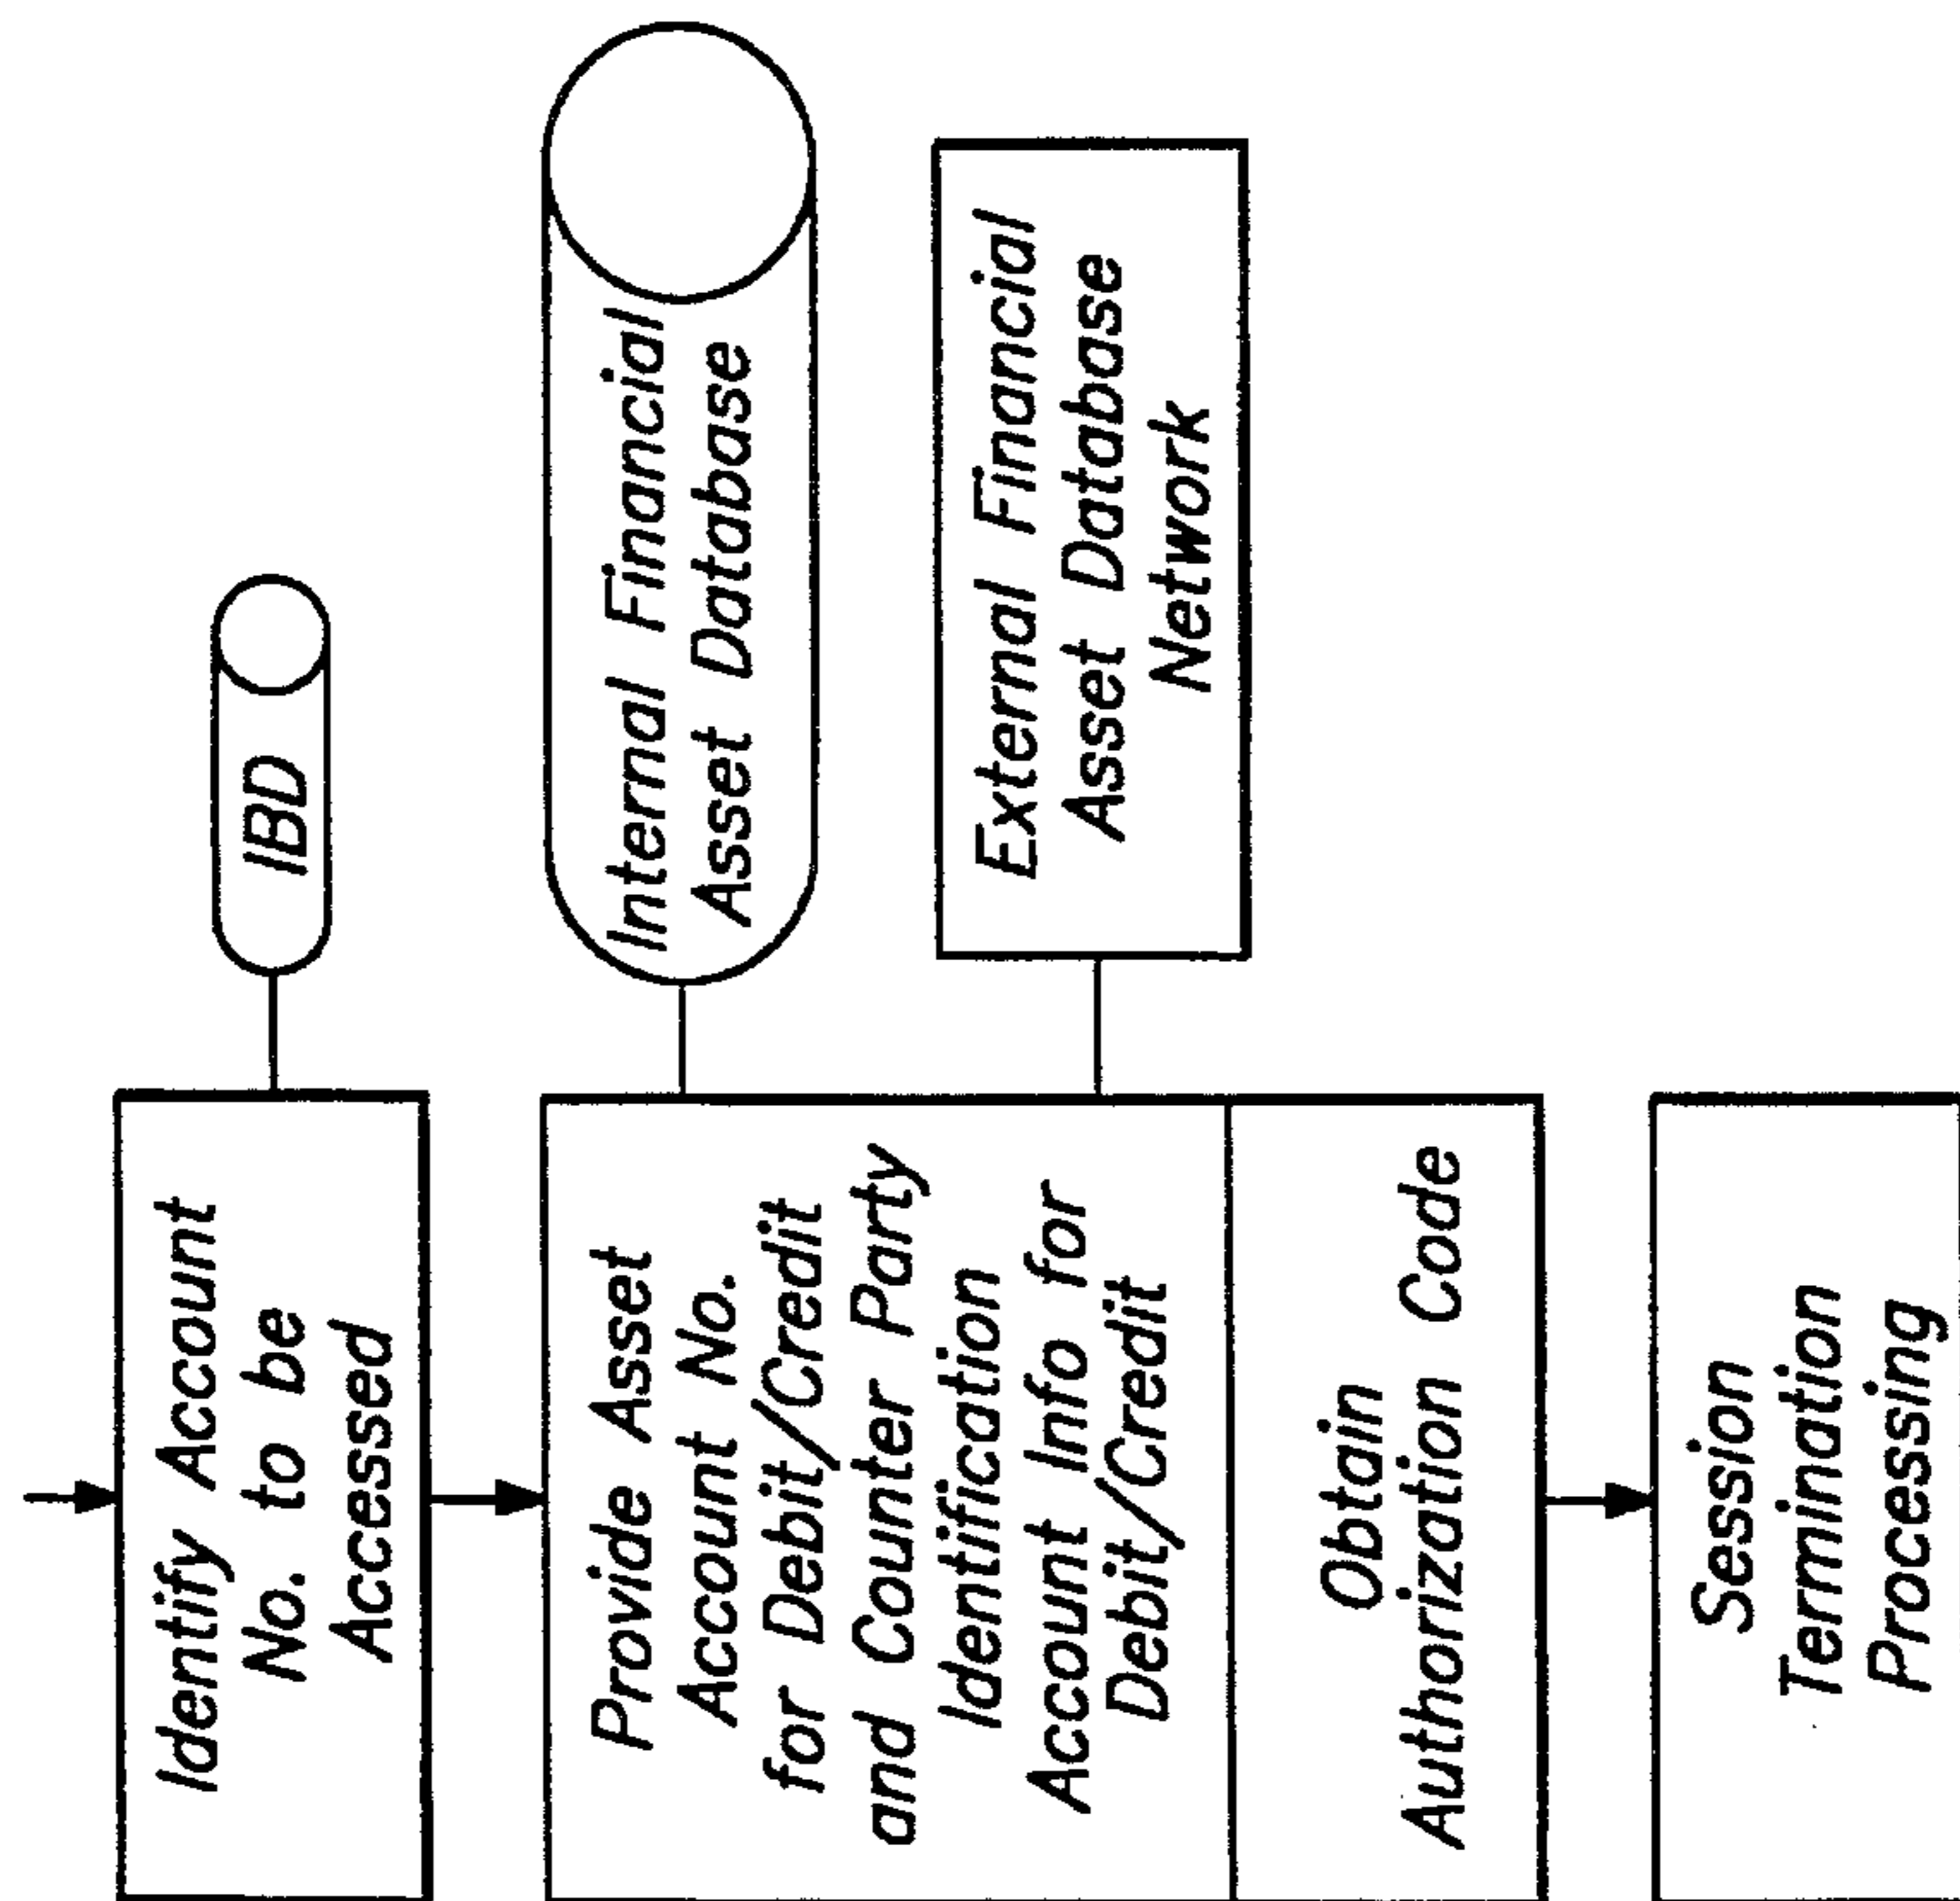 Identify Account
No. to be
Accessed
IBD
Provide Asset
Account No.
for Debit/Credit
and Counter Party
Identification
Account Info for
Debit/Credit
Internal Financial
Asset Database
External Financial
Asset Database
Network
Obtain
Authorization Code
Session
Termination
Processing